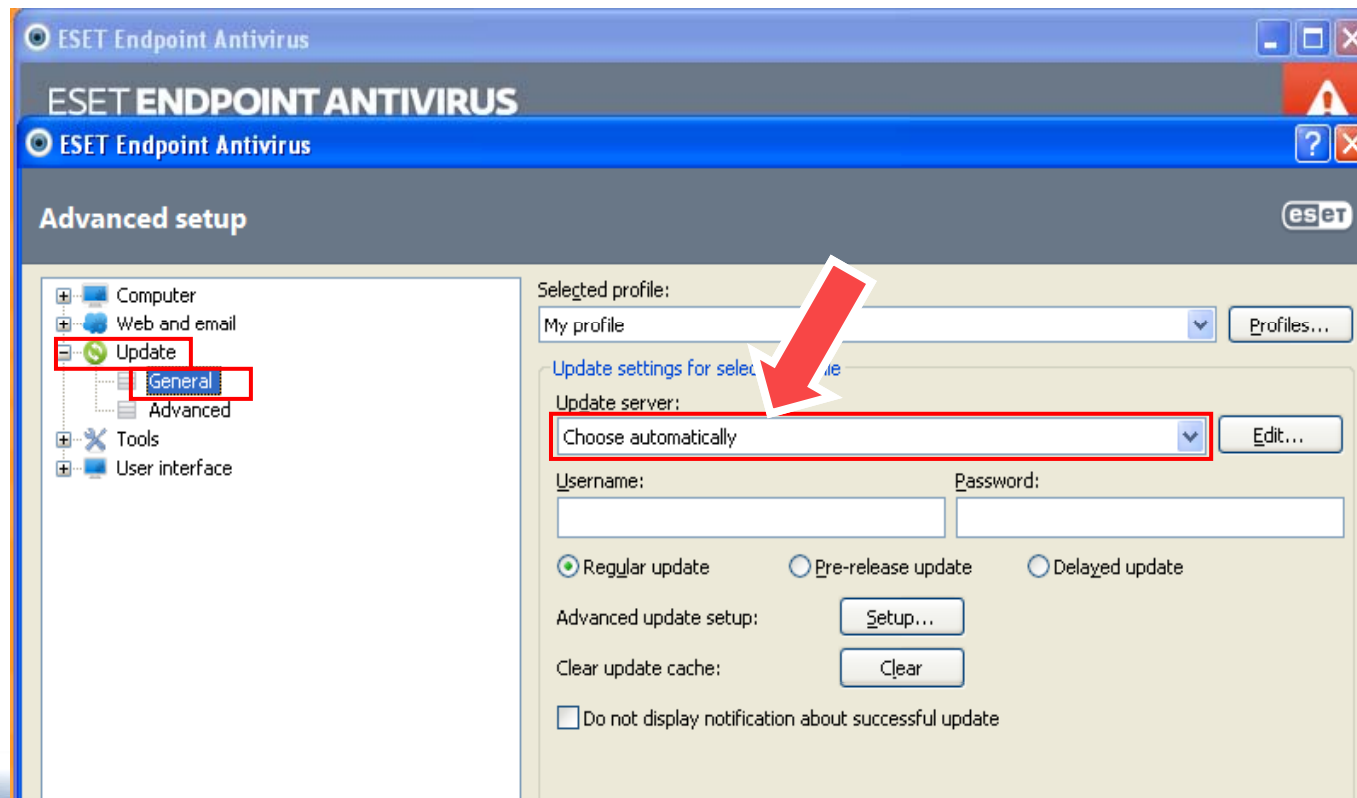 ESET Endpoint Antivirus
ESET ENDPOINT ANTIVIRUS
ESET Endpoint Antivirus
Advanced setup
eset
Computer
Web and email
Update
General
Advanced
Tools
User interface
Selected profile:
My profile
Profiles...
Update settings for selec
Update server:
Choose automatically
Edit...
Username:
Password:
Regular update
Pre-release update
Delayed update
Advanced update setup:
Setup...
Clear update cache:
Clear
Do not display notification about successful update